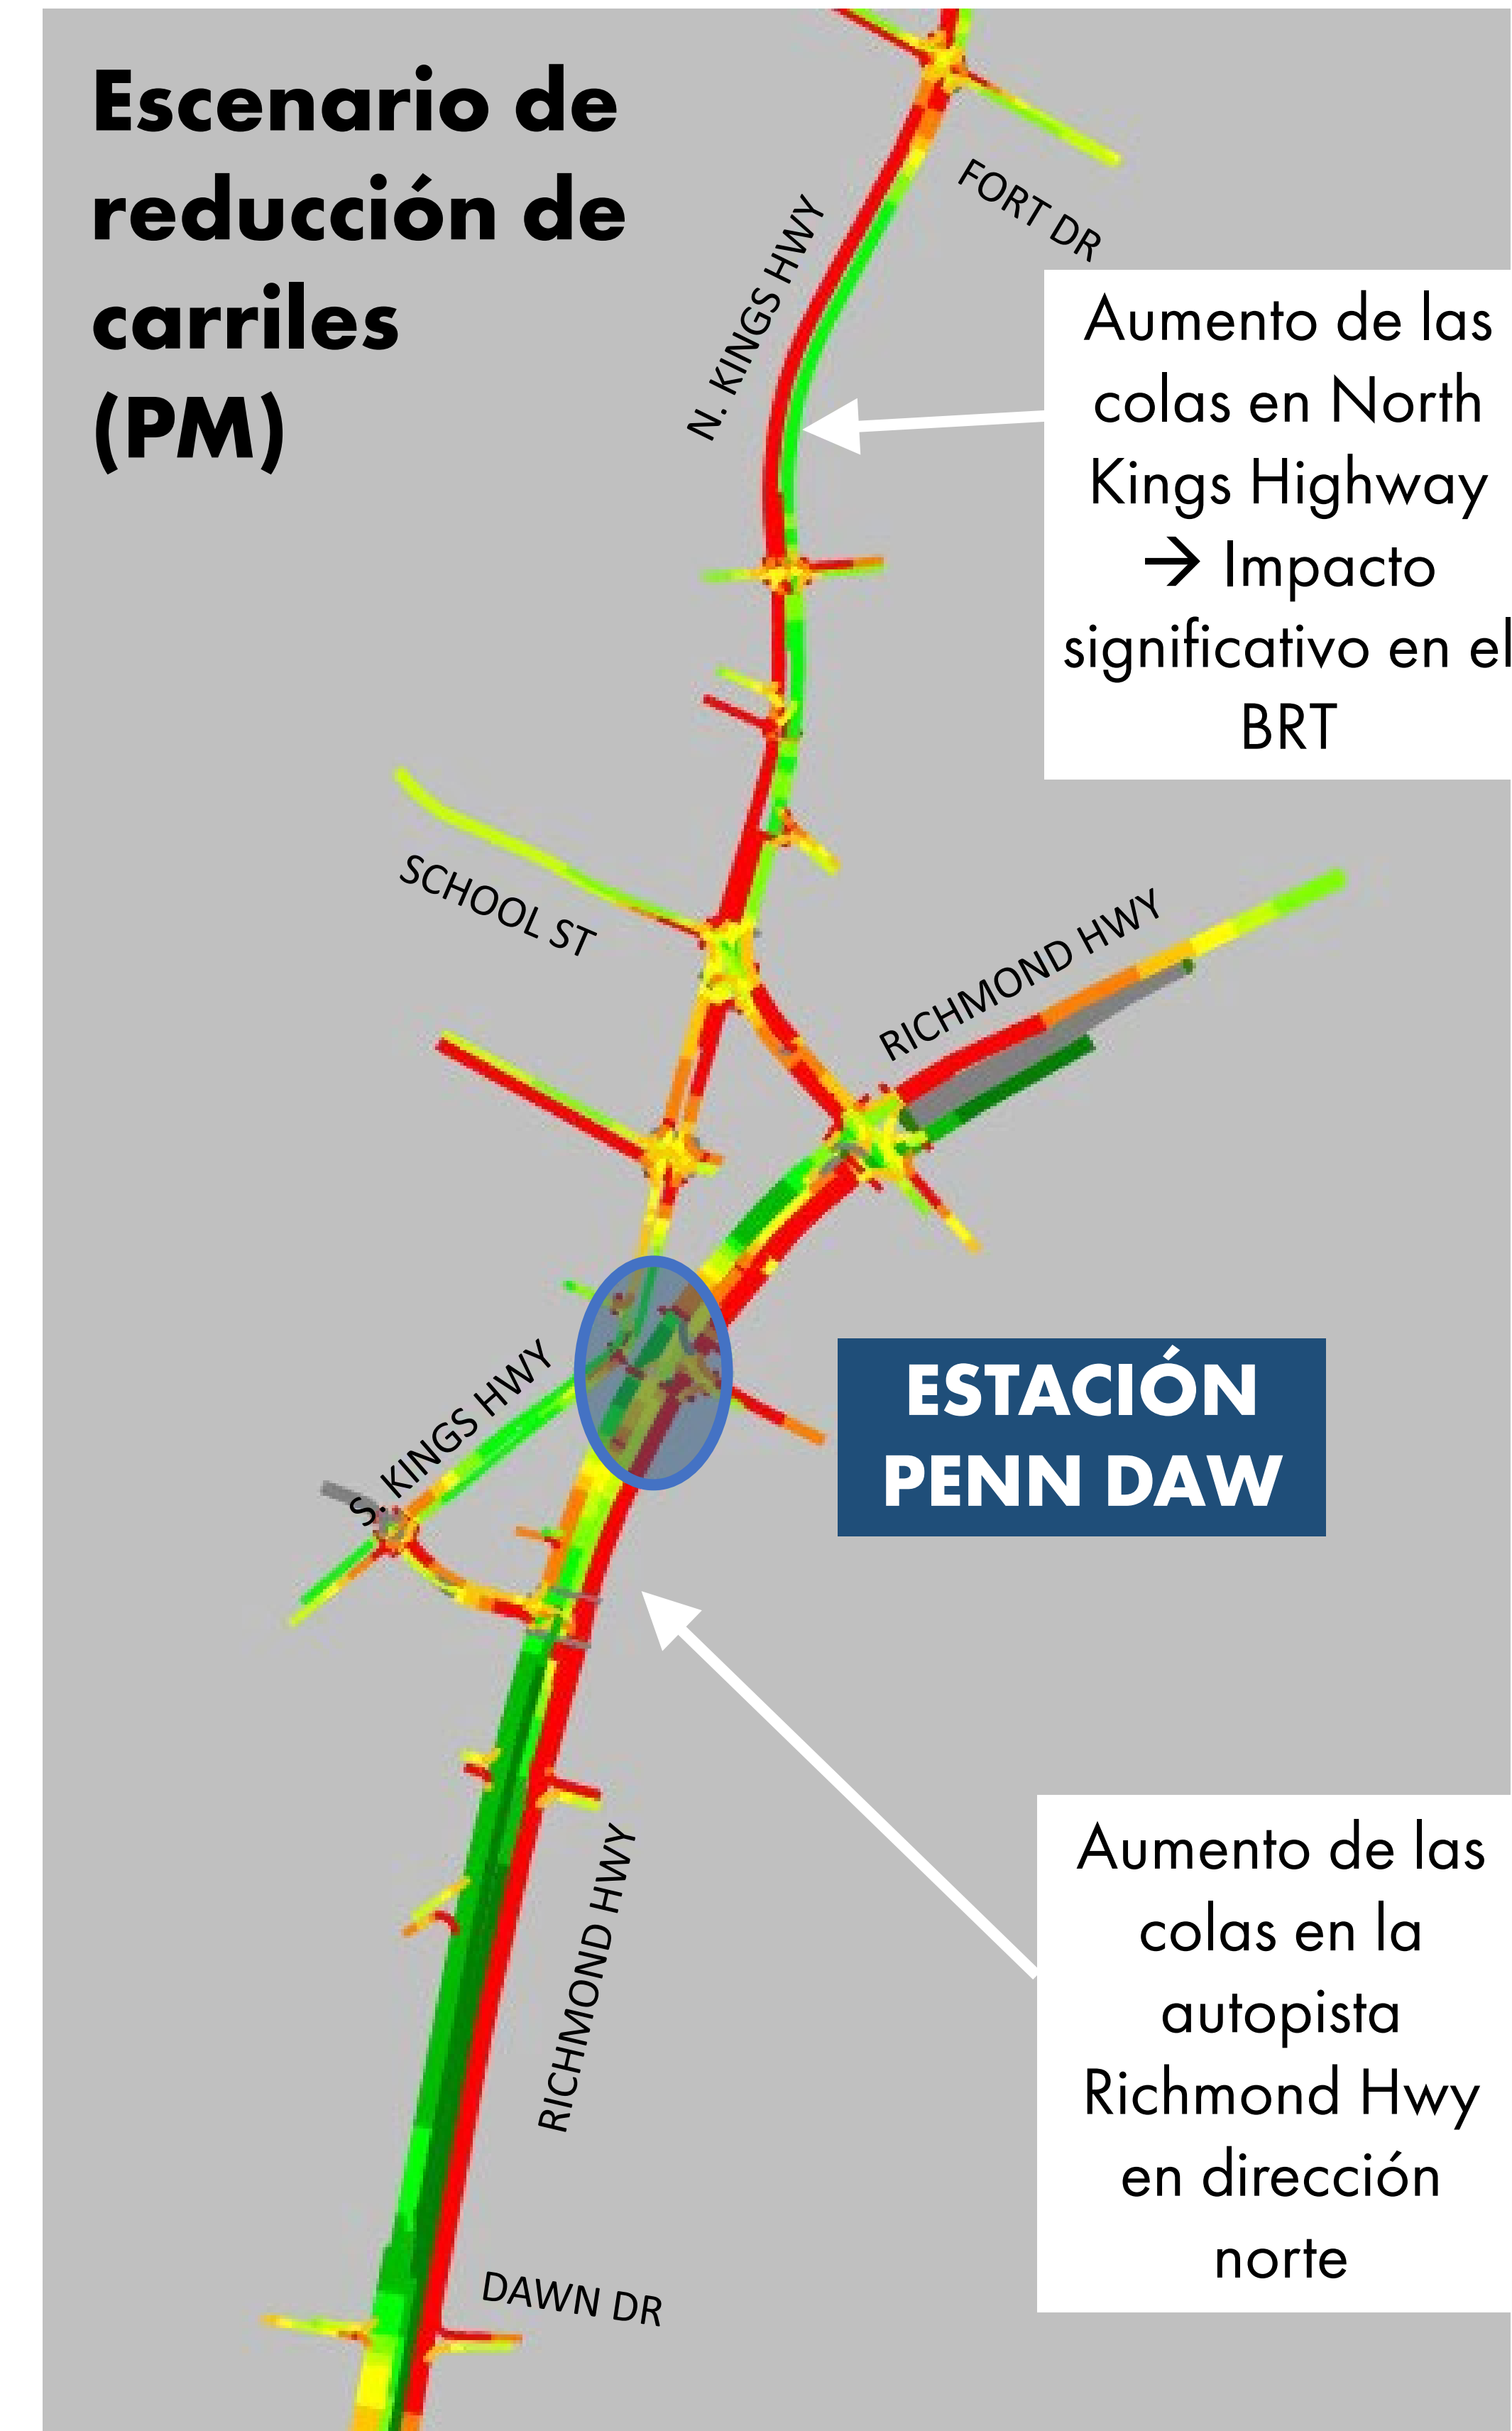 Escenario de
reducción de
carriles
(PM)
FORT DR
N. KINGS HWY
Aumento de las
colas en North
Kings Highway
→ Impacto
significativo en el
BRT
SCHOOL ST
RICHMOND HWY
S. KINGS HWY
ESTACIÓN
PENN DAW
RICHMOND HWY
Aumento de las
colas en la
autopista
Richmond Hwy
en dirección
norte
DAWN DR